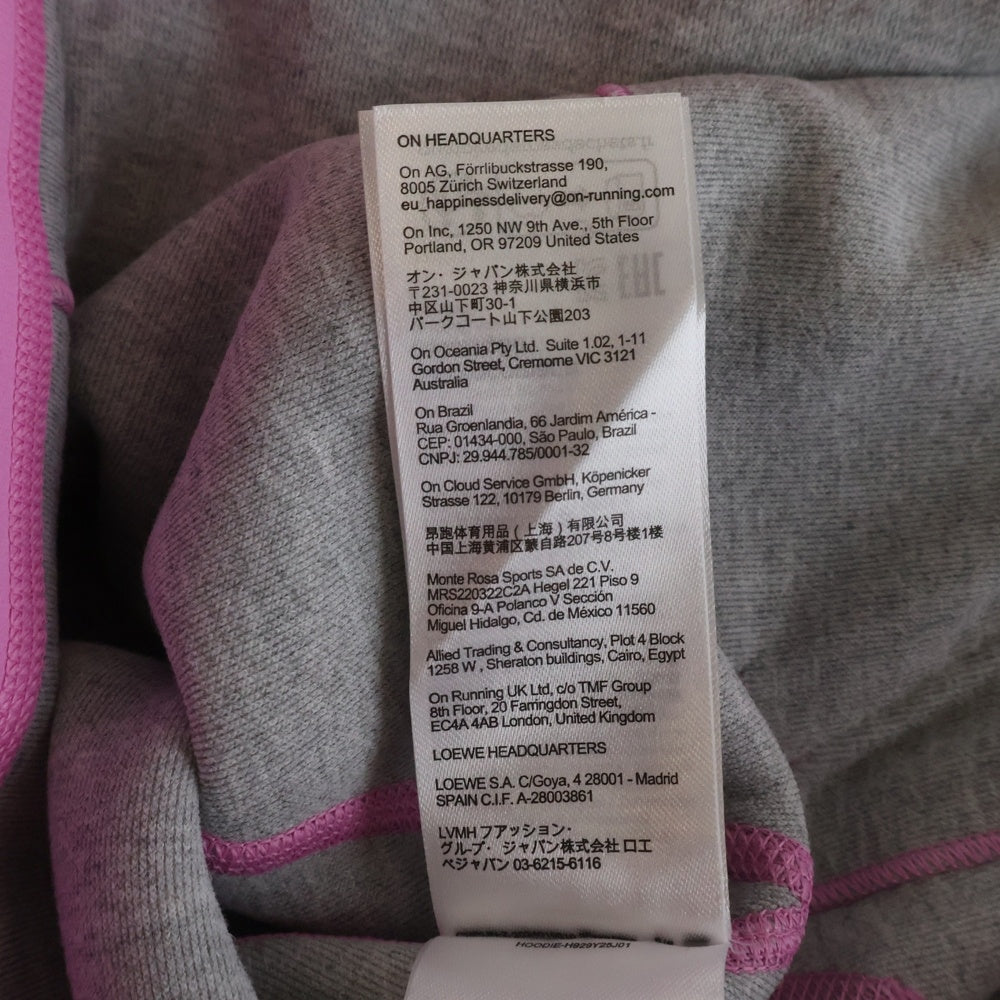 ON HEADQUARTERS
On AG, Förrlibuckstrasse 190,
8005 Zürich Switzerland
eu_happinessdelivery@on-running.com
On Inc, 1250 NW 9th Ave., 5th Floor
Portland, OR 97209 United States
オン・ジャパン株式会社
〒231-0023 神奈川県横浜市
中区山下町30-1
パークコート山下公園203
On Oceania Pty Ltd. Suite 1.02, 1-11
Gordon Street, Cremorne VIC 3121
Australia
On Brazil
Rua Groenlandia, 66 Jardim América -
CEP: 01434-000, São Paulo, Brazil
CNPJ: 29.944.785/0001-32
On Cloud Service GmbH, Köpenicker
Strasse 122, 10179 Berlin, Germany
昂跑体育用品（上海）有限公司
中国上海黄浦区蒙自路207号8号楼1楼
Monte Rosa Sports SA de C.V.
MRS220322C2A Hegel 221 Piso 9
Oficina 9-A Polanco V Sección
Miguel Hidalgo, Cd. de México 11560
Allied Trading & Consultancy, Plot 4 Block
1258 W , Sheraton buildings, Cairo, Egypt
On Running UK Ltd, c/o TMF Group
8th Floor, 20 Farringdon Street,
EC4A 4AB London, United Kingdom
LOEWE HEADQUARTERS
LOEWE S.A. C/Goya, 4 28001 - Madrid
SPAIN C.I.F. A-28003861
LVMHファッション・
グループ・ジャパン株式会社 ロエ
ベジャパン 03-6215-6116
HOODIE-H829Y25J01